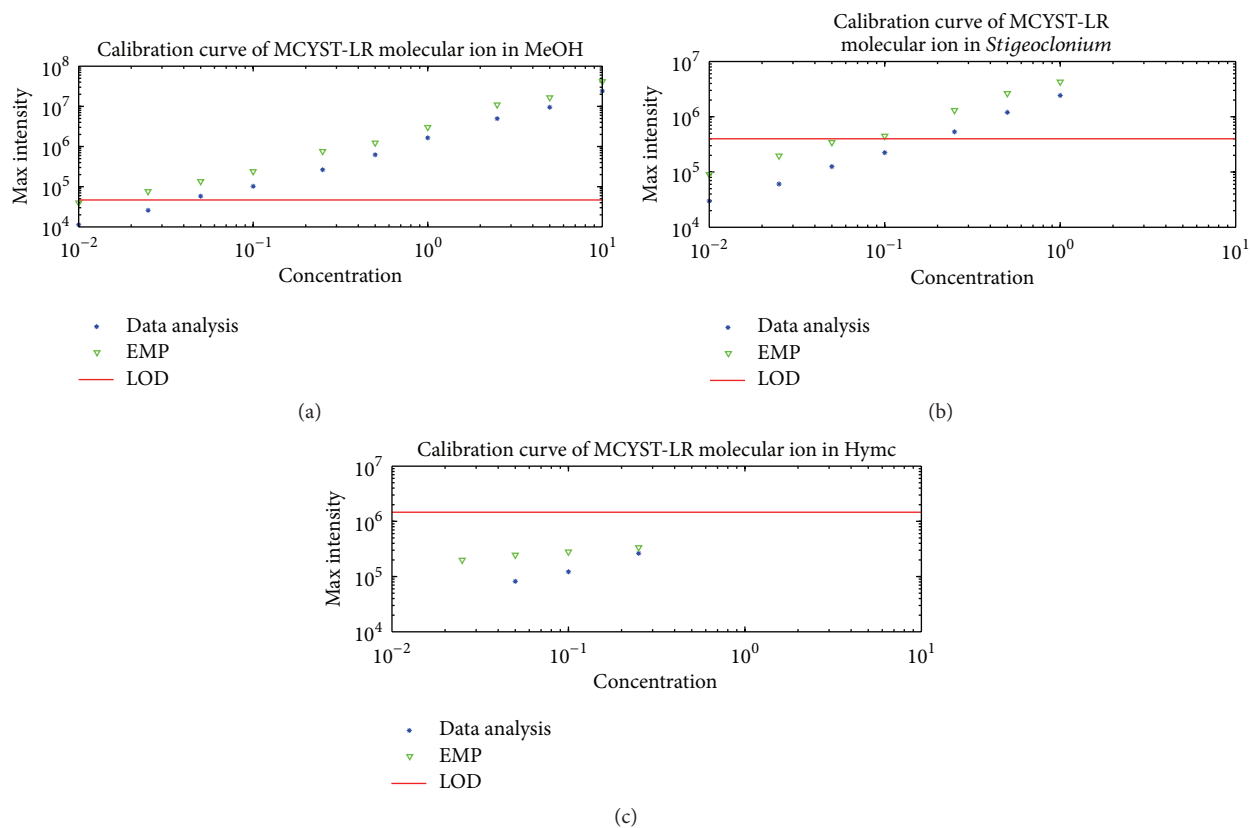 Calibration curve of MCYST-LR molecular ion in MeOH
10^8
10^7
10^6
10^5
10^4
Max intensity
10^−2
10^−1
10^0
10^1
Concentration
Data analysis
EMP
LOD
(a)
Calibration curve of MCYST-LR
molecular ion in Stigeoclonium
10^7
10^6
10^5
10^4
Max intensity
10^−2
10^−1
10^0
10^1
Concentration
Data analysis
EMP
LOD
(b)
Calibration curve of MCYST-LR molecular ion in Hymc
10^7
10^6
10^5
10^4
Max intensity
10^−2
10^−1
10^0
10^1
Concentration
Data analysis
EMP
LOD
(c)